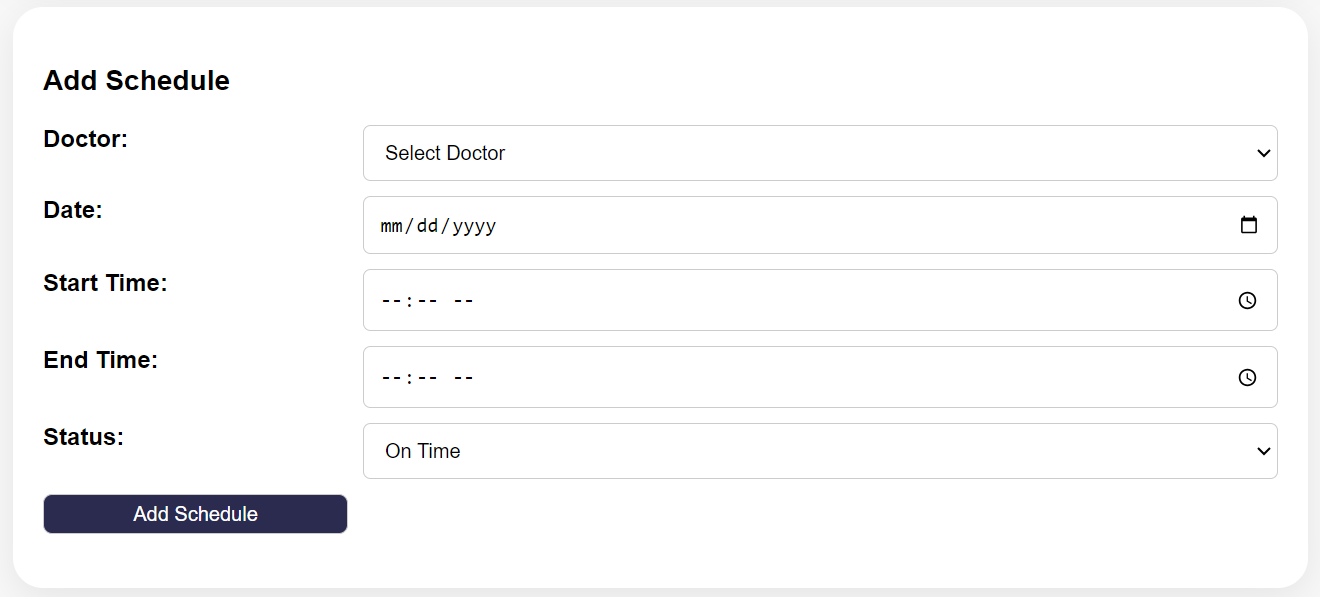 Add Schedule
Doctor: Select Doctor
Date: mm/dd/yyyy
Start Time: --:-- --
End Time: --:-- --
Status: On Time
Add Schedule